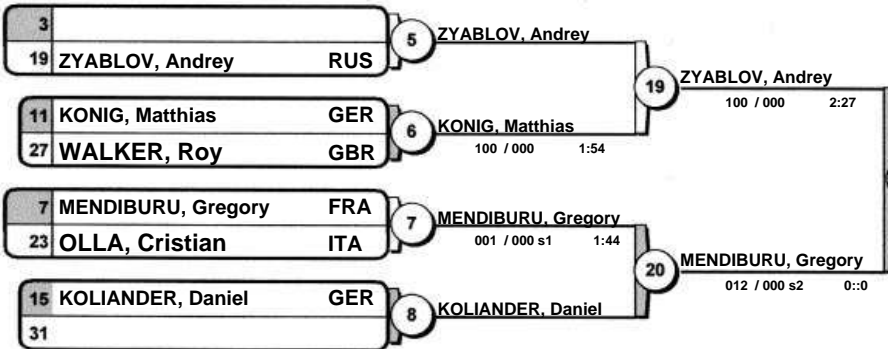 3
19 ZYABLOV, Andrey RUS
5 ZYABLOV, Andrey
11 KONIG, Matthias GER
27 WALKER, Roy GBR
6 KONIG, Matthias
100 / 000 1:54
19 ZYABLOV, Andrey
100 / 000 2:27
7 MENDIBURU, Gregory FRA
23 OLLA, Cristian ITA
7 MENDIBURU, Gregory
001 / 000 s1 1:44
15 KOLIANDER, Daniel GER
31
8 KOLIANDER, Daniel
20 MENDIBURU, Gregory
012 / 000 s2 0::0